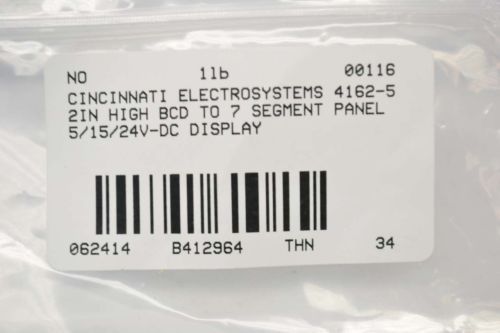 NO 1lb 00116
CINCINNATI ELECTROSYSTEMS 4162-5
2IN HIGH BCD TO 7 SEGMENT PANEL
5/15/24V-DC DISPLAY
062414 B412964 THN 34